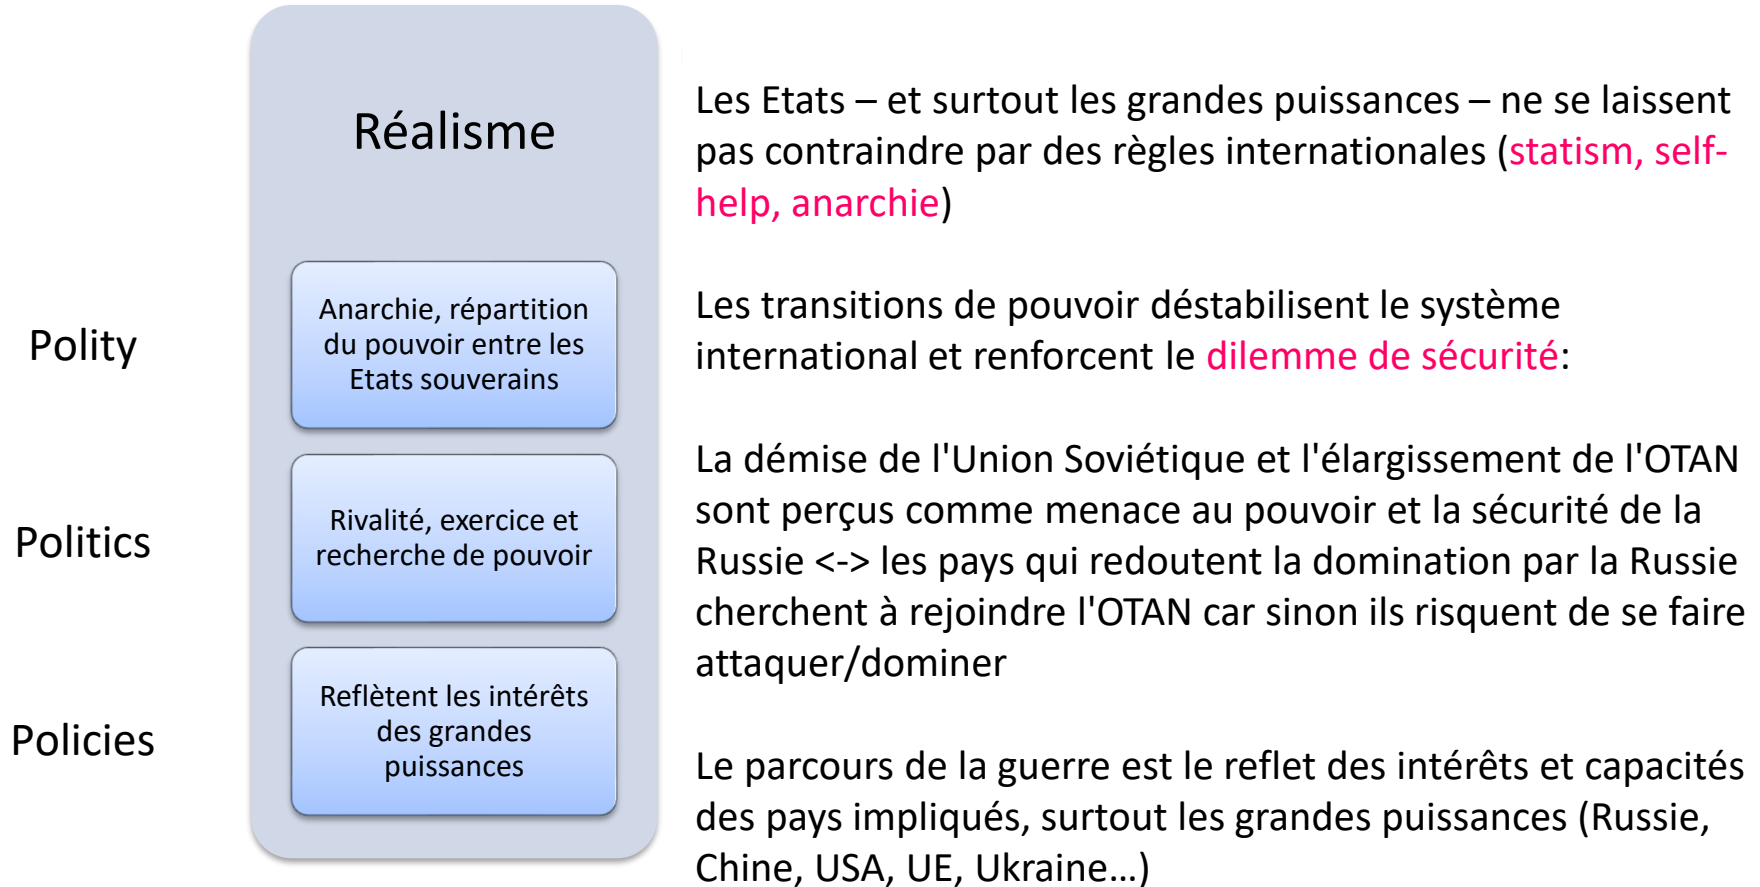 Réalisme
Polity
Anarchie, répartition
du pouvoir entre les
Etats souverains
Politics
Rivalité, exercice et
recherche de pouvoir
Policies
Reflètent les intérêts
des grandes
puissances
Les Etats – et surtout les grandes puissances – ne se laissent
pas contraindre par des règles internationales (statism, self-
help, anarchie)
Les transitions de pouvoir déstabilisent le système
international et renforcent le dilemme de sécurité:
La démise de l'Union Soviétique et l'élargissement de l'OTAN
sont perçus comme menace au pouvoir et la sécurité de la
Russie <-> les pays qui redoutent la domination par la Russie
cherchent à rejoindre l'OTAN car sinon ils risquent de se faire
attaquer/dominer
Le parcours de la guerre est le reflet des intérêts et capacités
des pays impliqués, surtout les grandes puissances (Russie,
Chine, USA, UE, Ukraine…)